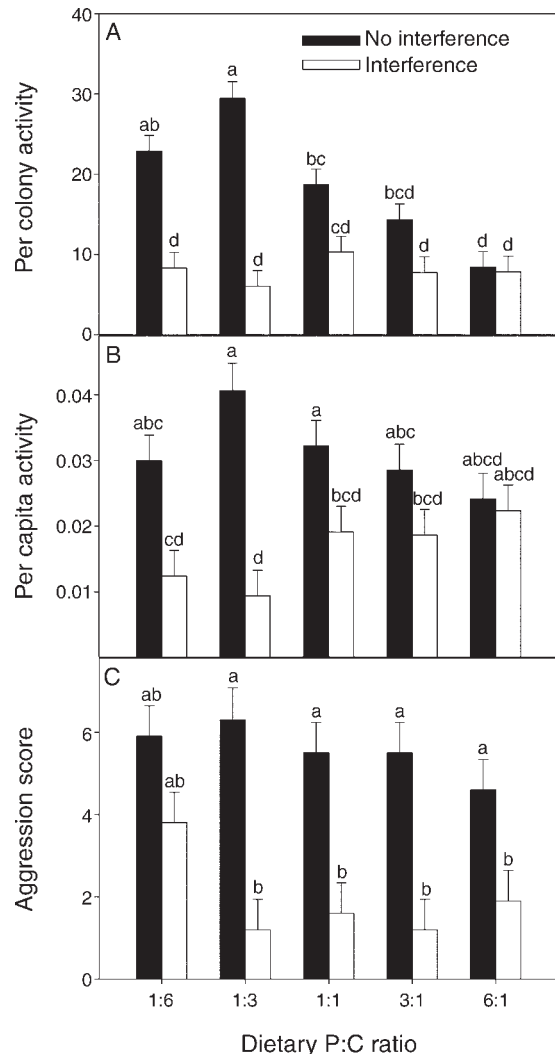 A
No interference
Interference
Per colony activity
40
30
20
10
0
ab
d
a
d
bc
cd
bcd
d
d
d
B
Per capita activity
0.04
0.03
0.02
0.01
abc
cd
a
d
a
bcd
abc
bcd
abcd
abcd
C
Aggression score
6
4
2
0
ab
ab
a
b
a
b
a
b
a
b
1:6
1:3
1:1
3:1
6:1
Dietary P:C ratio